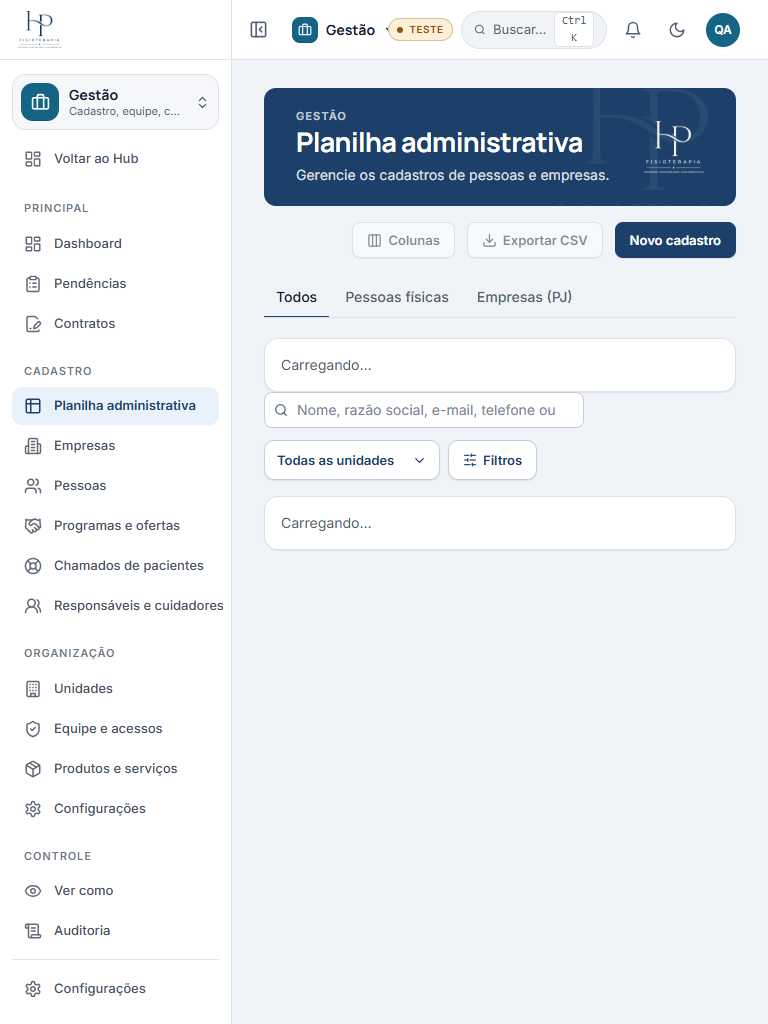 FISIOTERAPIA
Gestão
Cadastro, equipe, c...
Voltar ao Hub
PRINCIPAL
Dashboard
Pendências
Contratos
CADASTRO
Planilha administrativa
Empresas
Pessoas
Programas e ofertas
Chamados de pacientes
Responsáveis e cuidadores
ORGANIZAÇÃO
Unidades
Equipe e acessos
Produtos e serviços
Configurações
CONTROLE
Ver como
Auditoria
Configurações
Gestão
TESTE
Buscar...
Ctrl
K
QA
GESTÃO
Planilha administrativa
Gerencie os cadastros de pessoas e empresas.
FISIOTERAPIA
Colunas
Exportar CSV
Novo cadastro
Todos
Pessoas físicas
Empresas (PJ)
Carregando...
Nome, razão social, e-mail, telefone ou
Todas as unidades
Filtros
Carregando...